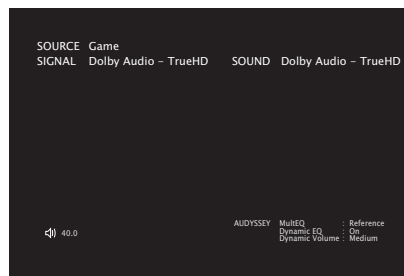 SOURCE Game
SIGNAL Dolby Audio – TrueHD SOUND Dolby Audio – TrueHD
AUDYSSEY MultEQ : Reference
Dynamic EQ : On
Dynamic Volume : Medium
40.0